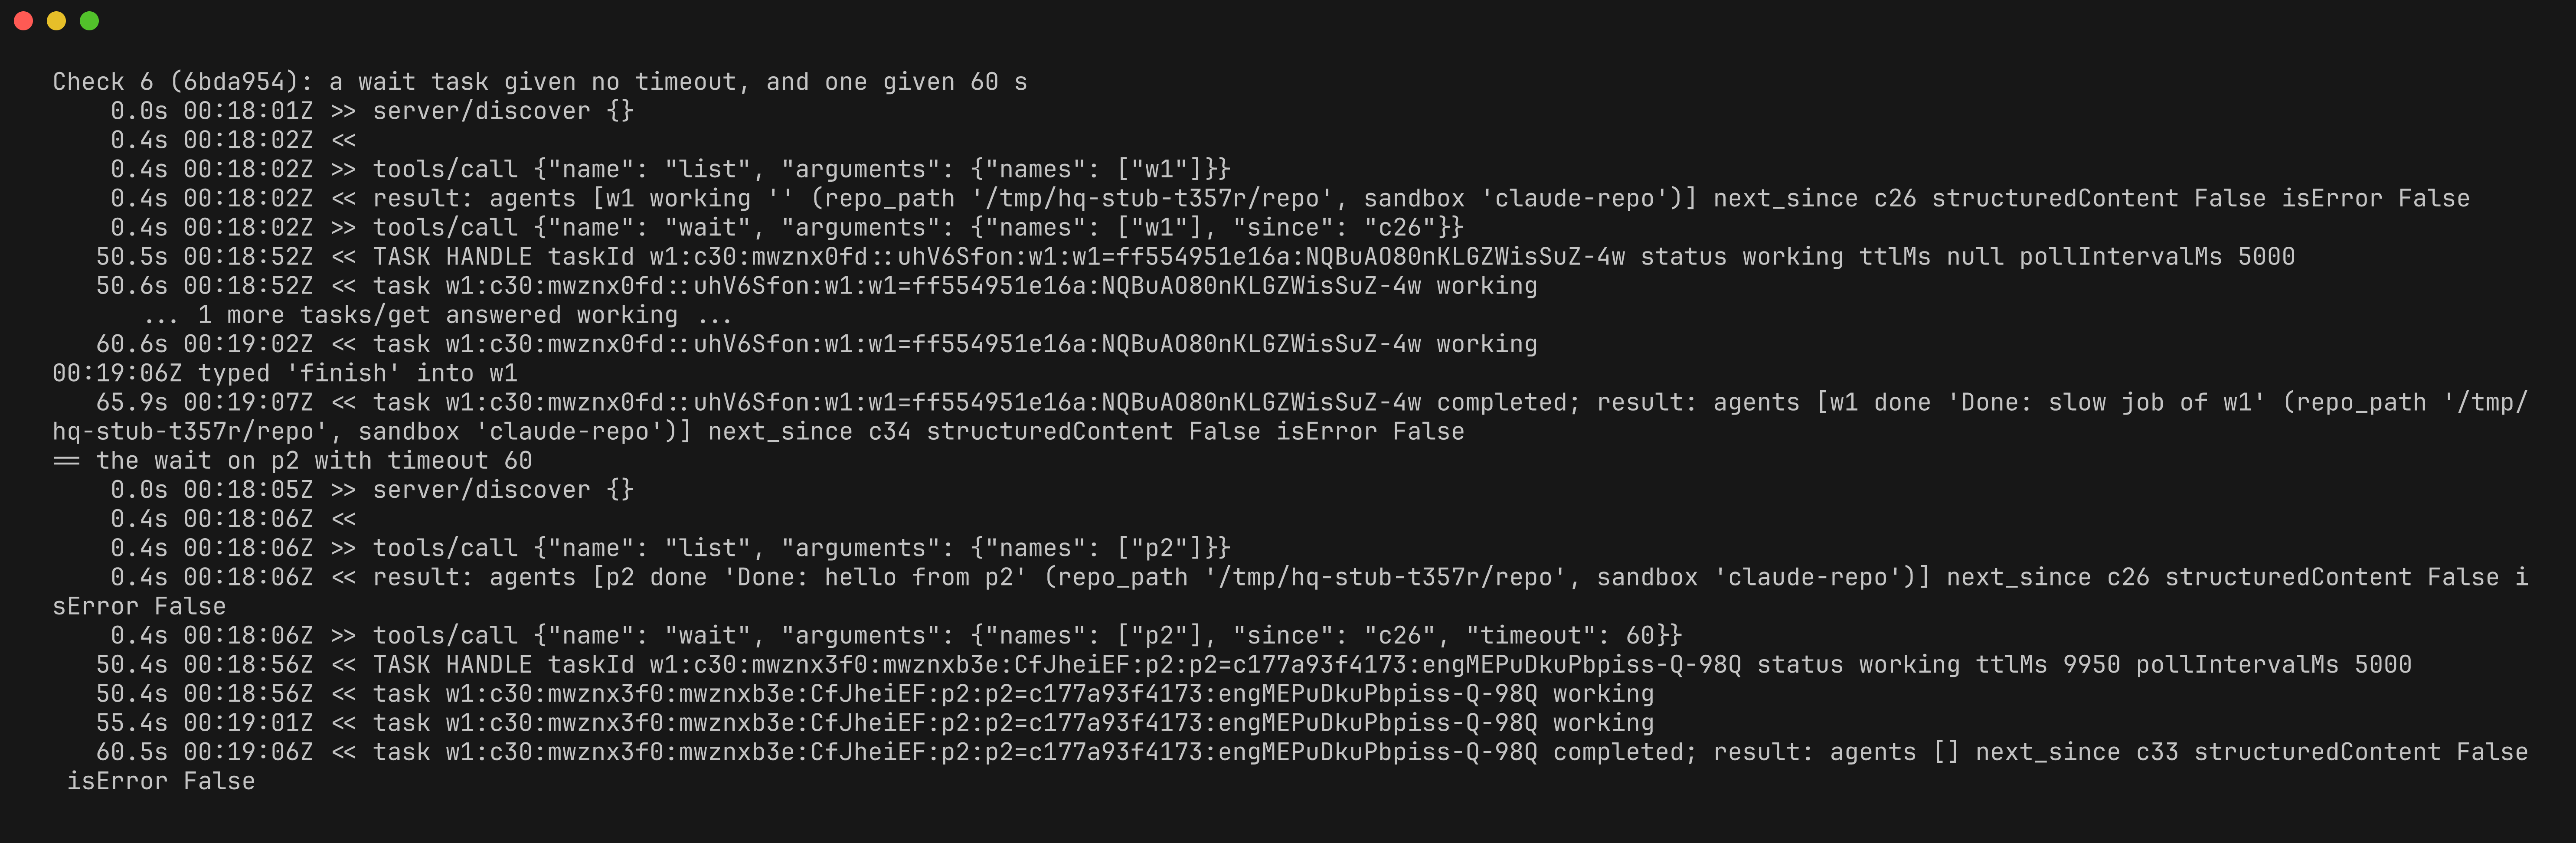 Check 6 (6bda954): a wait task given no timeout, and one given 60 s
    0.0s 00:18:01Z >> server/discover {}
    0.4s 00:18:02Z <<
    0.4s 00:18:02Z >> tools/call {"name": "list", "arguments": {"names": ["w1"]}}
    0.4s 00:18:02Z << result: agents [w1 working '' (repo_path '/tmp/hq-stub-t357r/repo', sandbox 'claude-repo')] next_since c26 structuredContent False isError False
    0.4s 00:18:02Z >> tools/call {"name": "wait", "arguments": {"names": ["w1"], "since": "c26"}}
   50.5s 00:18:52Z << TASK HANDLE taskId w1:c30:mwznx0fd::uhV6Sfon:w1:w1=ff554951e16a:NQBuAO80nKLGZWisSuZ-4w status working ttlMs null pollIntervalMs 5000
   50.6s 00:18:52Z << task w1:c30:mwznx0fd::uhV6Sfon:w1:w1=ff554951e16a:NQBuAO80nKLGZWisSuZ-4w working
      ... 1 more tasks/get answered working ...
   60.6s 00:19:02Z << task w1:c30:mwznx0fd::uhV6Sfon:w1:w1=ff554951e16a:NQBuAO80nKLGZWisSuZ-4w working
00:19:06Z typed 'finish' into w1
   65.9s 00:19:07Z << task w1:c30:mwznx0fd::uhV6Sfon:w1:w1=ff554951e16a:NQBuAO80nKLGZWisSuZ-4w completed; result: agents [w1 done 'Done: slow job of w1' (repo_path '/tmp/
hq-stub-t357r/repo', sandbox 'claude-repo')] next_since c34 structuredContent False isError False
== the wait on p2 with timeout 60
    0.0s 00:18:05Z >> server/discover {}
    0.4s 00:18:06Z <<
    0.4s 00:18:06Z >> tools/call {"name": "list", "arguments": {"names": ["p2"]}}
    0.4s 00:18:06Z << result: agents [p2 done 'Done: hello from p2' (repo_path '/tmp/hq-stub-t357r/repo', sandbox 'claude-repo')] next_since c26 structuredContent False i
sError False
    0.4s 00:18:06Z >> tools/call {"name": "wait", "arguments": {"names": ["p2"], "since": "c26", "timeout": 60}}
   50.4s 00:18:56Z << TASK HANDLE taskId w1:c30:mwznx3f0:mwznxb3e:CfJheiEF:p2:p2=c177a93f4173:engMEPuDkuPbpiss-Q-98Q status working ttlMs 9950 pollIntervalMs 5000
   50.4s 00:18:56Z << task w1:c30:mwznx3f0:mwznxb3e:CfJheiEF:p2:p2=c177a93f4173:engMEPuDkuPbpiss-Q-98Q working
   55.4s 00:19:01Z << task w1:c30:mwznx3f0:mwznxb3e:CfJheiEF:p2:p2=c177a93f4173:engMEPuDkuPbpiss-Q-98Q working
   60.5s 00:19:06Z << task w1:c30:mwznx3f0:mwznxb3e:CfJheiEF:p2:p2=c177a93f4173:engMEPuDkuPbpiss-Q-98Q completed; result: agents [] next_since c33 structuredContent False
 isError False